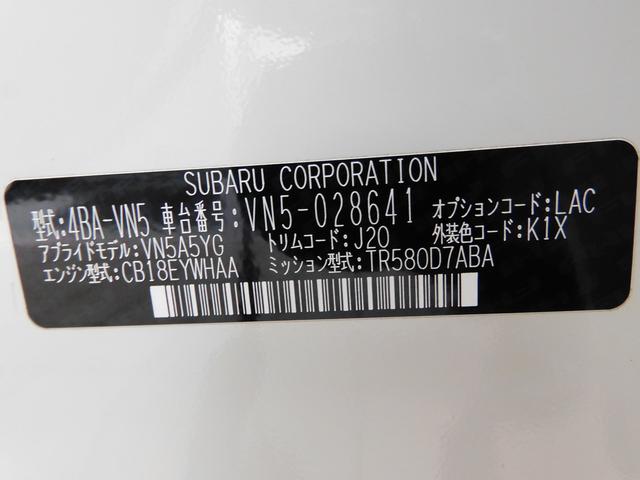 SUBARU CORPORATION
型式:4BA-VN5 車台番号:VN5-028641 オプションコード:LAC
アプライドモデル:VN5A5YG トリムコード:J20 外装色コード:K1X
エンジン型式:CB18EYWHAA ミッション型式:TR580D7ABA